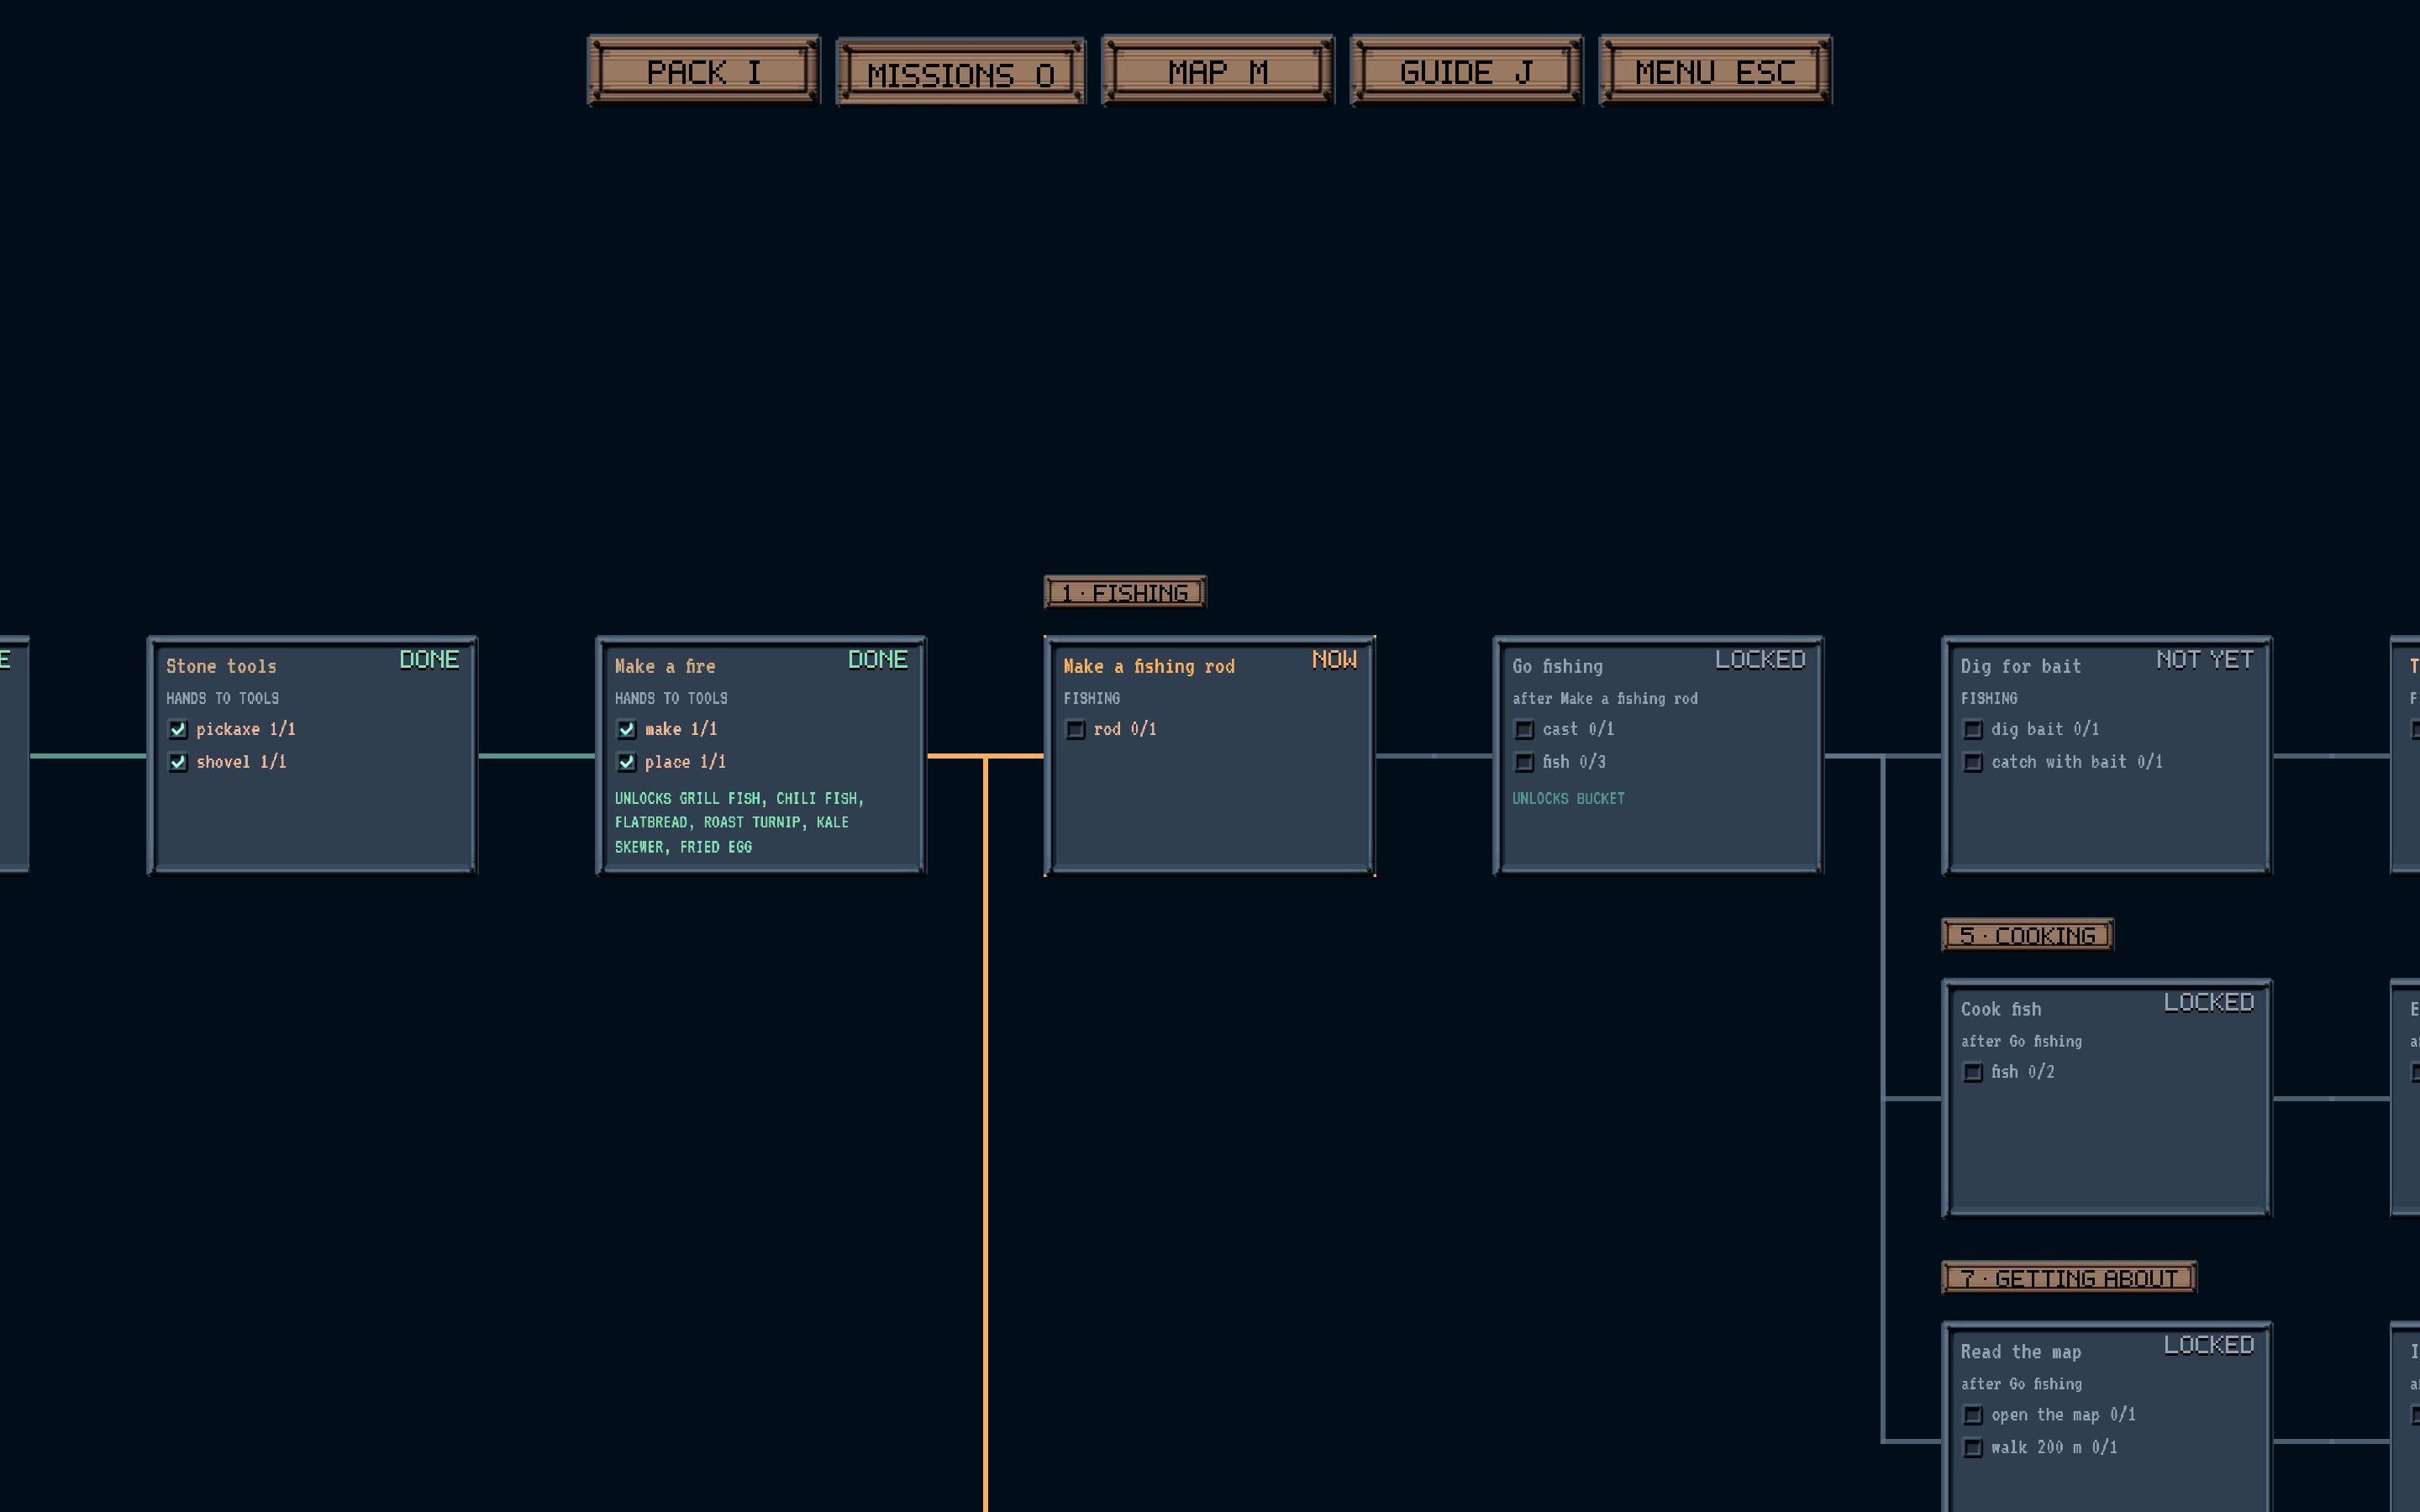 PACK I
MISSIONS O
MAP M
GUIDE J
MENU ESC
1 · FISHING
E
Stone tools
DONE
HANDS TO TOOLS
pickaxe 1/1
shovel 1/1
Make a fire
DONE
HANDS TO TOOLS
make 1/1
place 1/1
UNLOCKS GRILL FISH, CHILI FISH,
FLATBREAD, ROAST TURNIP, KALE
SKEWER, FRIED EGG
Make a fishing rod
NOW
FISHING
rod 0/1
Go fishing
LOCKED
after Make a fishing rod
cast 0/1
fish 0/3
UNLOCKS BUCKET
Dig for bait
NOT YET
FISHING
dig bait 0/1
catch with bait 0/1
5 · COOKING
Cook fish
LOCKED
after Go fishing
fish 0/2
7 · GETTING ABOUT
Read the map
LOCKED
after Go fishing
open the map 0/1
walk 200 m 0/1